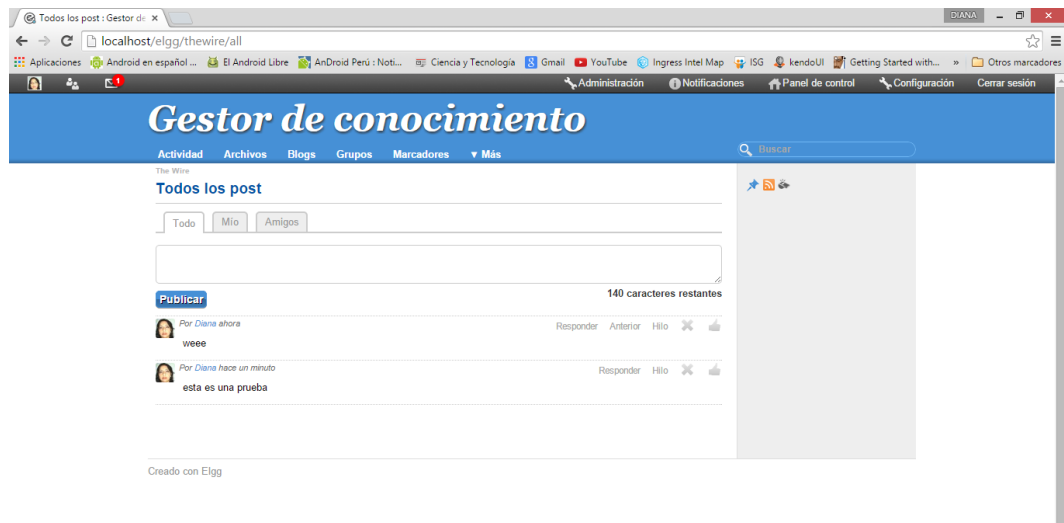 Todos los post : Gestor de
DIANA
localhost/elgg/thewire/all
Aplicaciones Android en español ... El Android Libre AnDroid Perú : Noti... Ciencia y Tecnología Gmail YouTube Ingress Intel Map ISG kendoUI Getting Started with... » Otros marcadores
1 Administración Notificaciones Panel de control Configuración Cerrar sesión
Gestor de conocimiento
Actividad Archivos Blogs Grupos Marcadores ▼ Más Buscar
The Wire
Todos los post
Todo Mío Amigos
Publicar 140 caracteres restantes
Por Diana ahora Responder Anterior Hilo
weee
Por Diana hace un minuto Responder Hilo
esta es una prueba
Creado con Elgg